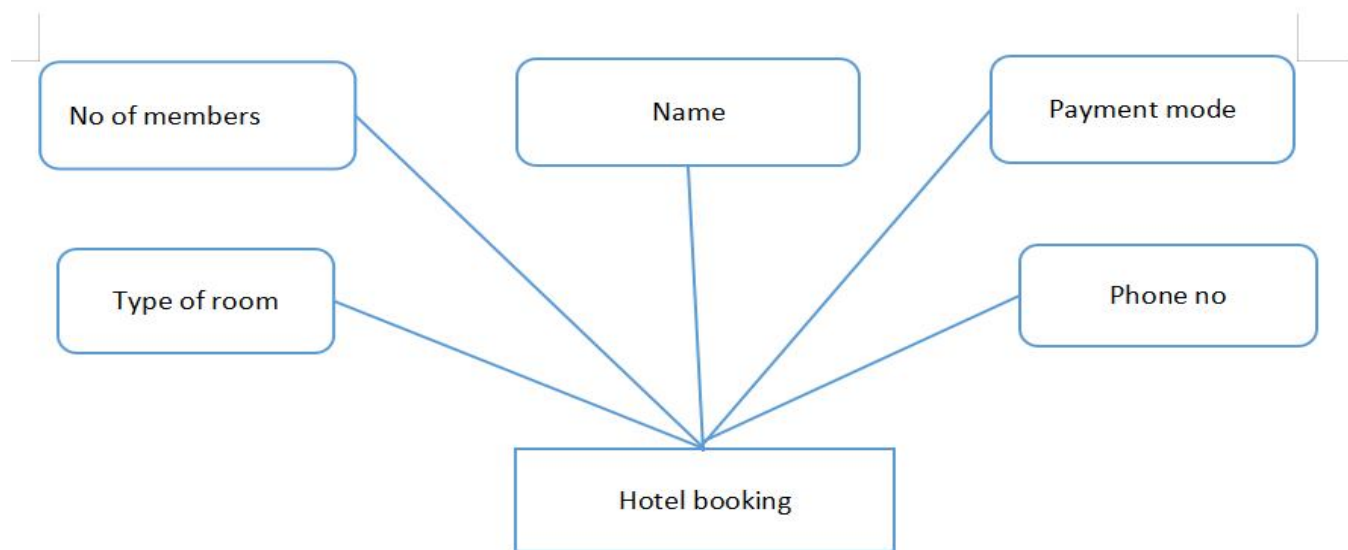 No of members
Name
Payment mode
Type of room
Phone no
Hotel booking